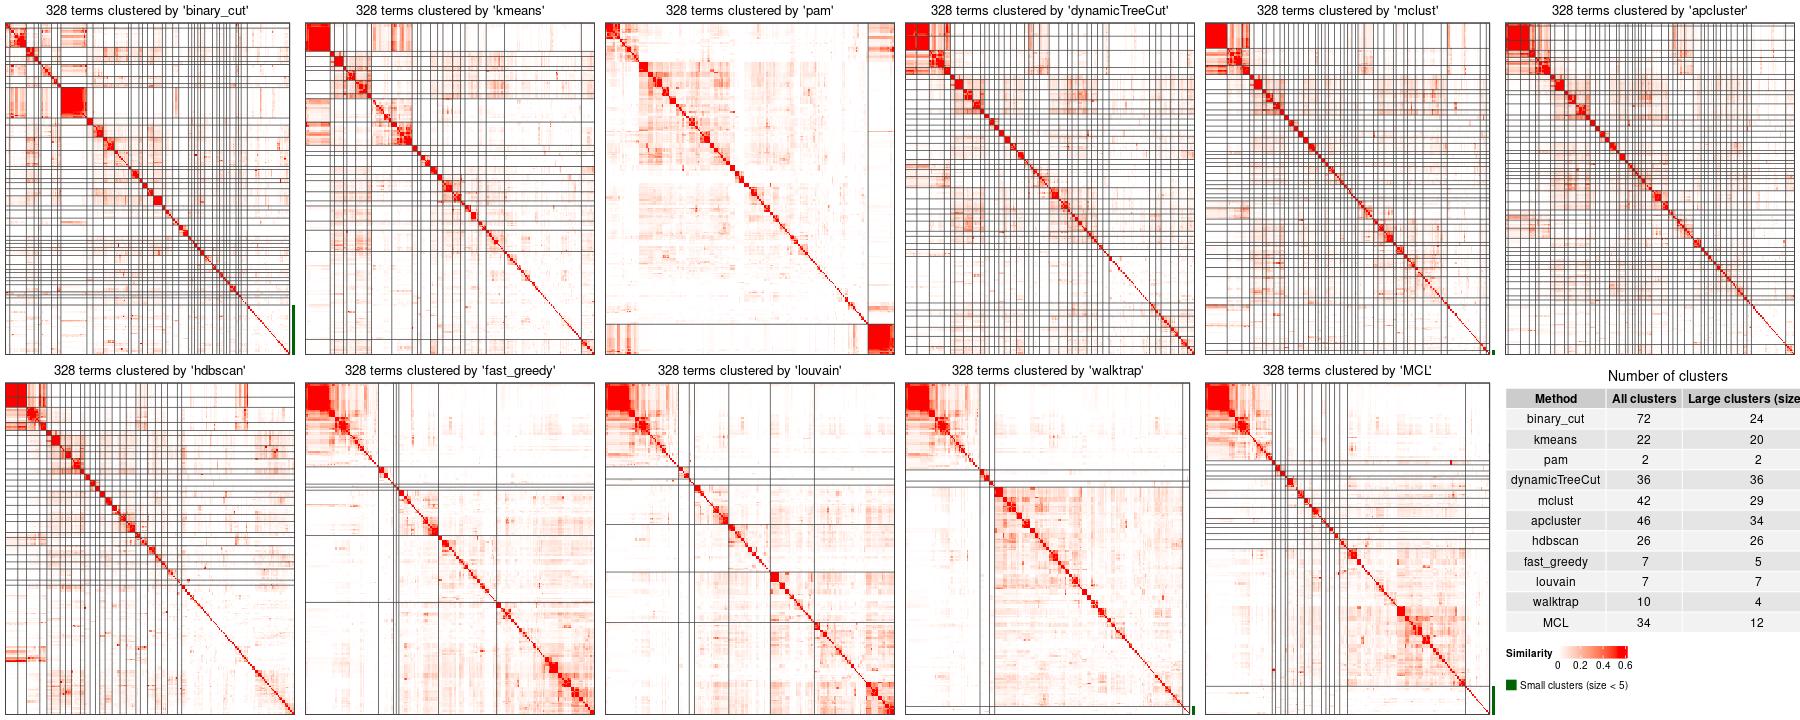 328 terms clustered by 'binary_cut'
328 terms clustered by 'kmeans'
328 terms clustered by 'pam'
328 terms clustered by 'dynamicTreeCut'
328 terms clustered by 'mclust'
328 terms clustered by 'apcluster'
328 terms clustered by 'hdbscan'
328 terms clustered by 'fast_greedy'
328 terms clustered by 'louvain'
328 terms clustered by 'walktrap'
328 terms clustered by 'MCL'
Number of clusters
Method All clusters Large clusters (size
binary_cut 72 24
kmeans 22 20
pam 2 2
dynamicTreeCut 36 36
mclust 42 29
apcluster 46 34
hdbscan 26 26
fast_greedy 7 5
louvain 7 7
walktrap 10 4
MCL 34 12
Similarity
0 0.2 0.4 0.6
Small clusters (size < 5)